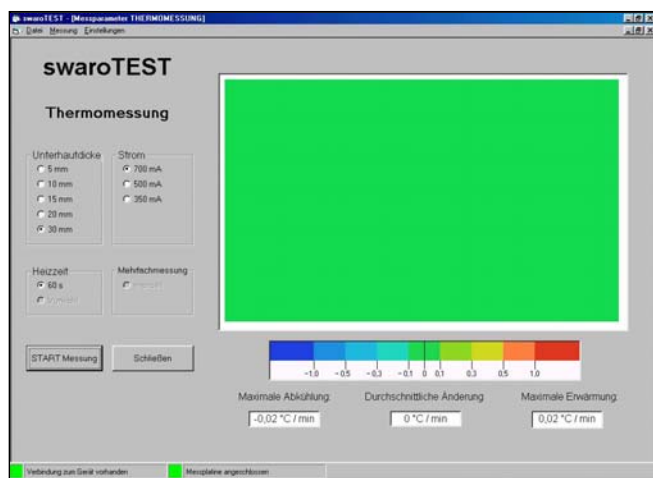 swaroTEST - [Messparameter THERMOMESSUNG]
Datei Messung Einstellungen
swaroTEST
Thermomessung
Unterhautdicke
5 mm
10 mm
15 mm
20 mm
30 mm
Strom
700 mA
500 mA
350 mA
Heizzeit
60 s
Mehrfachmessung
START Messung
Schließen
-1,0 -0,5 -0,3 -0,1 0 0,1 0,3 0,5 1,0
Maximale Abkühlung:
-0,02 °C / min
Durchschnittliche Änderung:
0 °C / min
Maximale Erwärmung:
0,02 °C / min
Verbindung zum Gerät vorhanden
Messplatine angeschlossen